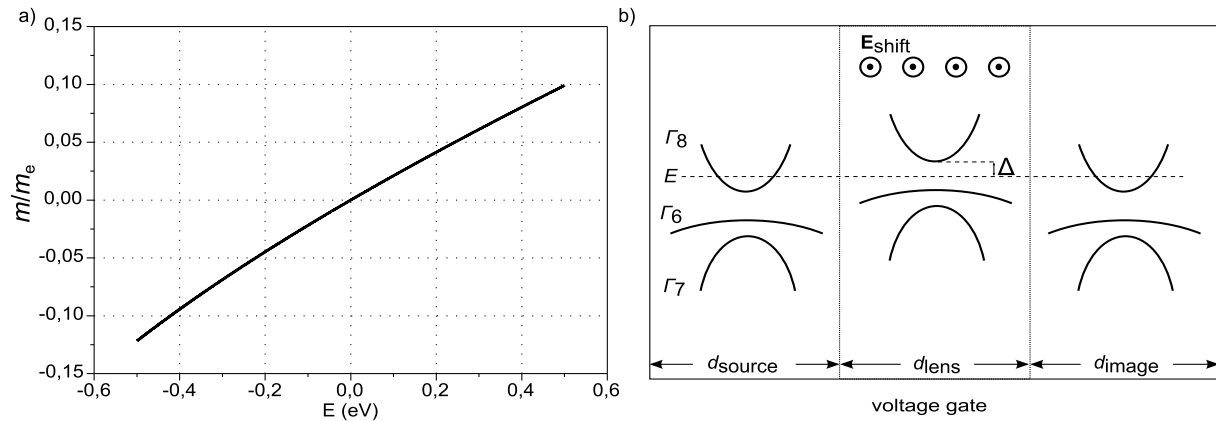 a)
0,15
0,10
0,05
0,00
-0,05
-0,10
-0,15
m/mₑ
-0,6
-0,4
-0,2
0,0
0,2
0,4
0,6
E (eV)
b)
Eshift
Γ8
E
Δ
Γ6
Γ7
dsource
dlens
dimage
voltage gate